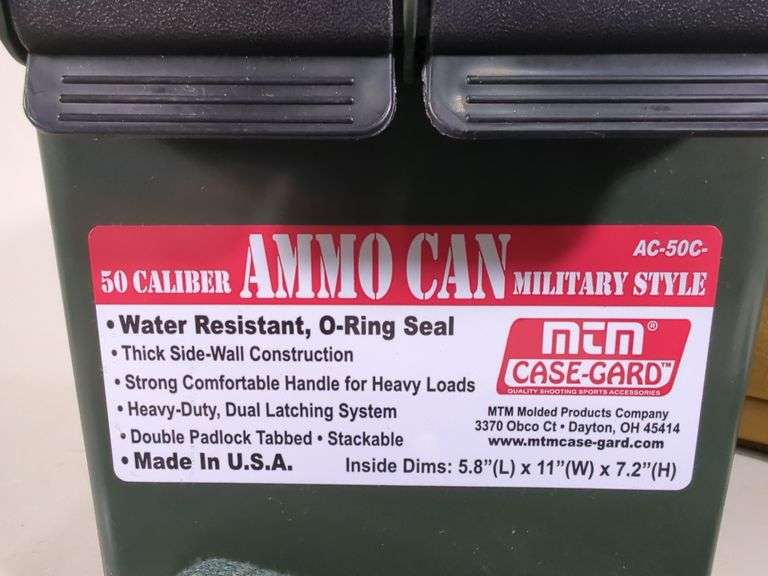 50 CALIBER AMMO CAN MILITARY STYLE
AC-50C-
• Water Resistant, O-Ring Seal
• Thick Side-Wall Construction
• Strong Comfortable Handle for Heavy Loads
• Heavy-Duty, Dual Latching System
• Double Padlock Tabbed • Stackable
• Made In U.S.A.
mtm®
CASE-GARD™
QUALITY SHOOTING SPORTS ACCESSORIES
MTM Molded Products Company
3370 Obco Ct • Dayton, OH 45414
www.mtmcase-gard.com
Inside Dims: 5.8”(L) x 11”(W) x 7.2”(H)